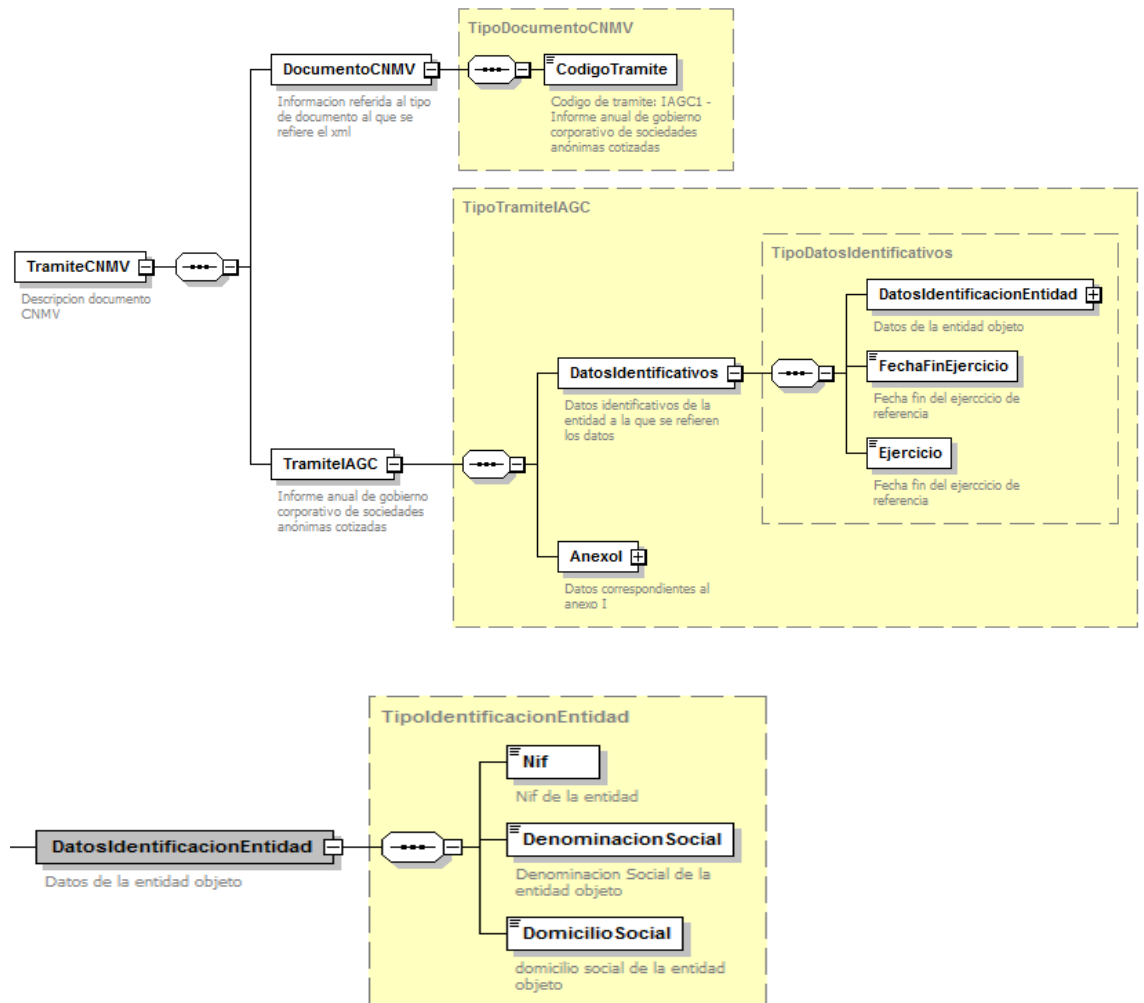 TipoDocumentoCNMV
DocumentoCNMV
Informacion referida al tipo
de documento al que se
refiere el xml
CodigoTramite
Codigo de tramite: IAGC1 -
Informe anual de gobierno
corporativo de sociedades
anónimas cotizadas
TipoTramiteIAGC
TramiteCNMV
Descripcion documento
CNMV
TipoDatosIdentificativos
DatosIdentificacionEntidad
Datos de la entidad objeto
DatosIdentificativos
Datos identificativos de la
entidad a la que se refieren
los datos
FechaFinEjercicio
Fecha fin del ejerccicio de
referencia
Ejercicio
Fecha fin del ejerccicio de
referencia
TramiteIAGC
Informe anual de gobierno
corporativo de sociedades
anónimas cotizadas
AnexoI
Datos correspondientes al
anexo I
TipoIdentificacionEntidad
Nif
Nif de la entidad
DatosIdentificacionEntidad
Datos de la entidad objeto
DenominacionSocial
Denominacion Social de la
entidad objeto
DomicilioSocial
domicilio social de la entidad
objeto